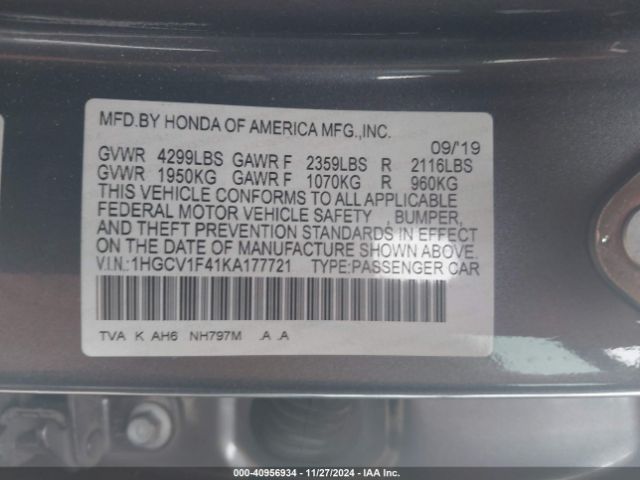 MFD.BY HONDA OF AMERICA MFG.,INC.
09/'19
GVWR 4299LBS GAWR F 2359LBS R 2116LBS
GVWR 1950KG GAWR F 1070KG R 960KG
THIS VEHICLE CONFORMS TO ALL APPLICABLE
FEDERAL MOTOR VEHICLE SAFETY , BUMPER,
AND THEFT PREVENTION STANDARDS IN EFFECT
ON THE DATE OF MANUFACTURE SHOWN ABOVE.
V.I.N.:1HGCV1F41KA177721 TYPE:PASSENGER CAR
TVA K AH6 NH797M .A .A
000-40956934 - 11/27/2024 - IAA Inc.